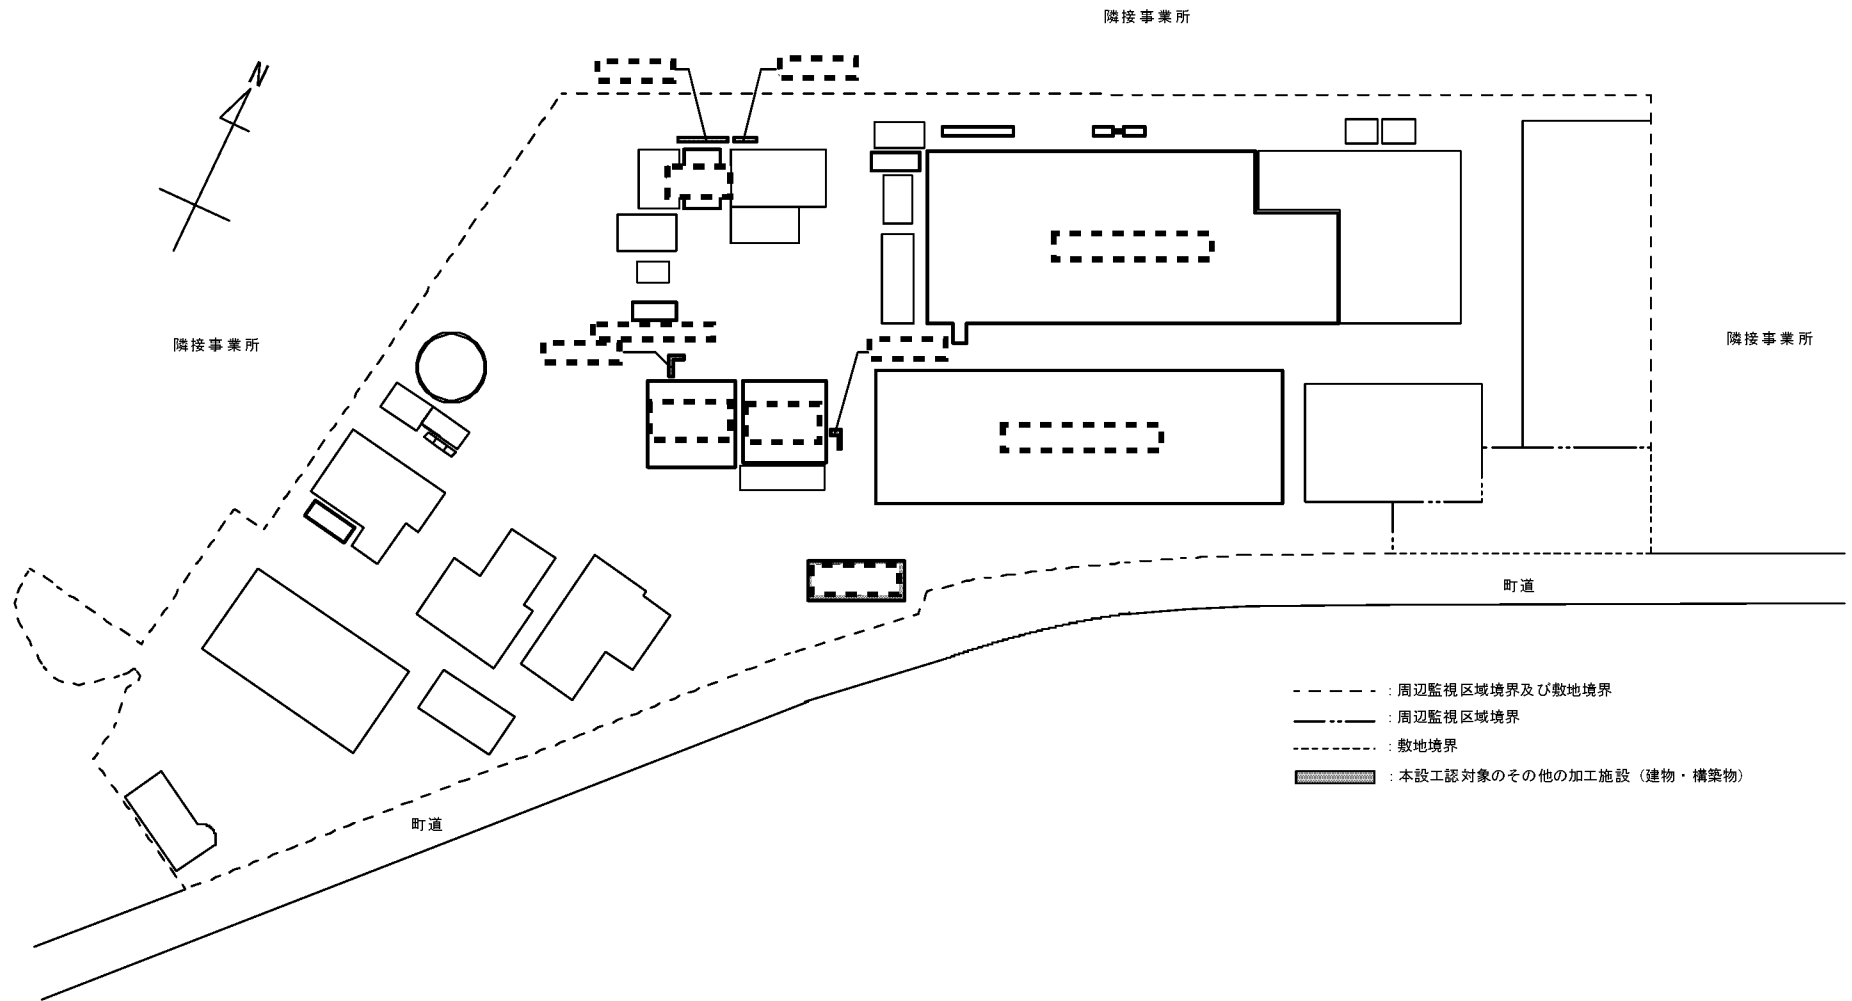 隣接事業所
N
隣接事業所
隣接事業所
町道
：周辺監視区域境界及び敷地境界
：周辺監視区域境界
：敷地境界
：本設工認対象のその他の加工施設（建物・構築物）
町道